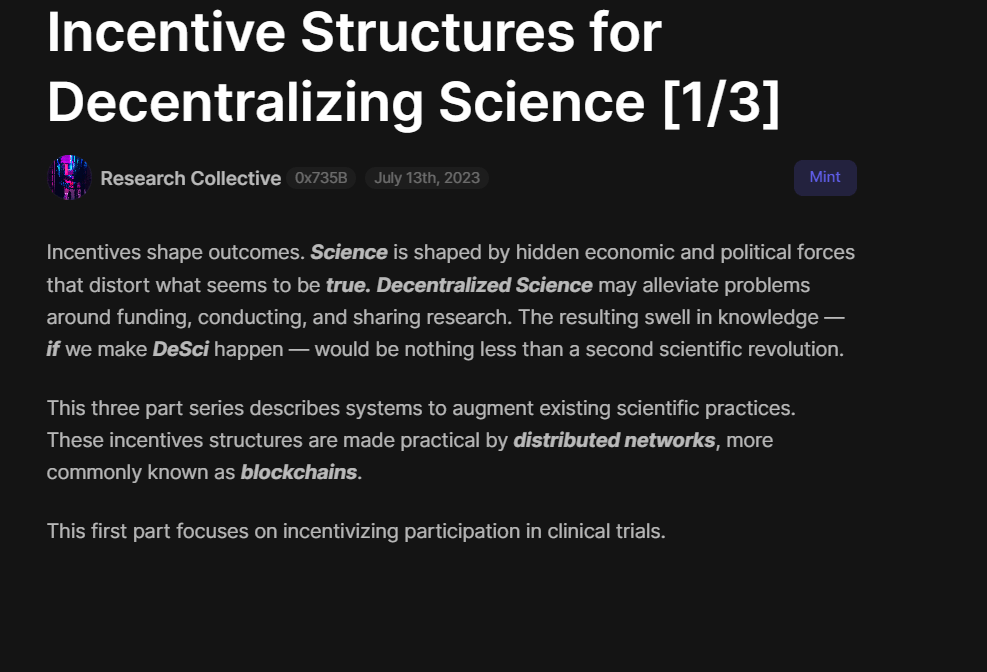 Incentive Structures for
Decentralizing Science [1/3]
Research Collective 0x735B July 13th, 2023 Mint
Incentives shape outcomes. Science is shaped by hidden economic and political forces
that distort what seems to be true. Decentralized Science may alleviate problems
around funding, conducting, and sharing research. The resulting swell in knowledge —
if we make DeSci happen — would be nothing less than a second scientific revolution.
This three part series describes systems to augment existing scientific practices.
These incentives structures are made practical by distributed networks, more
commonly known as blockchains.
This first part focuses on incentivizing participation in clinical trials.